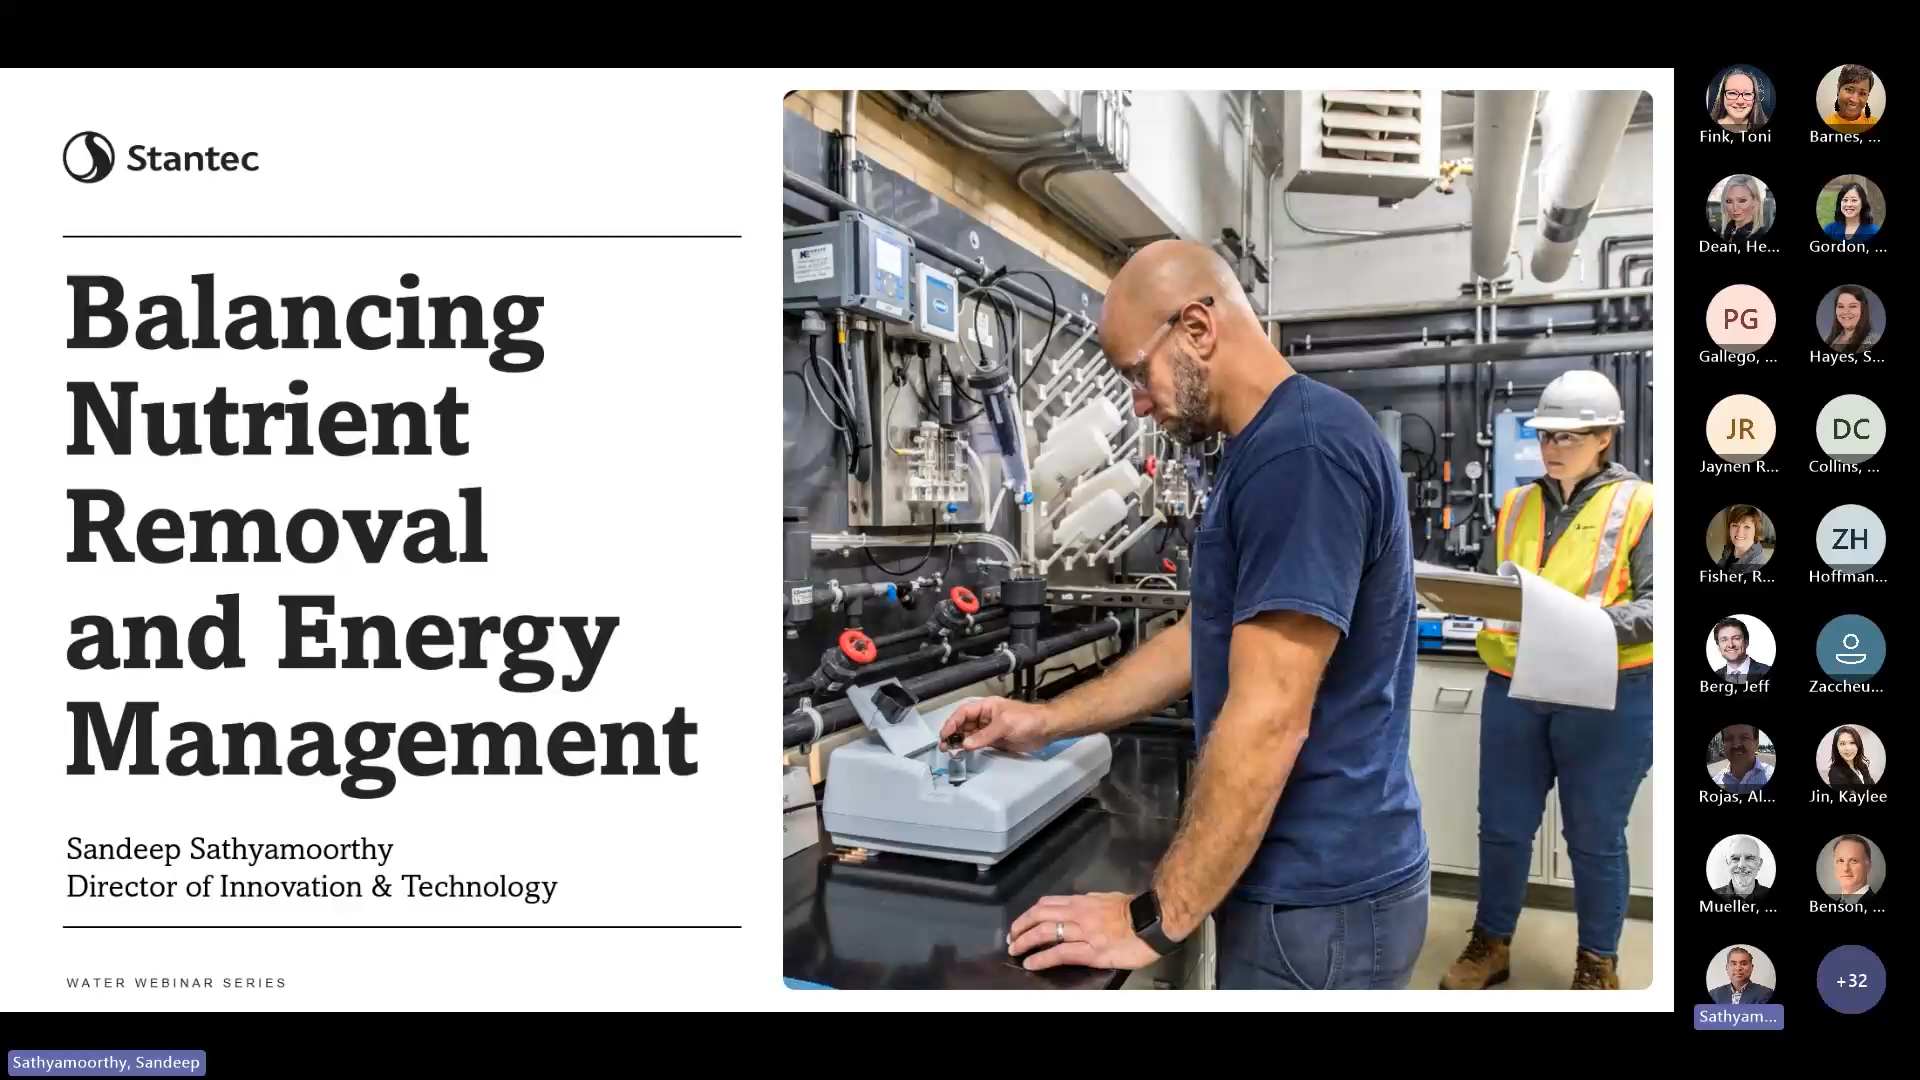 Stantec
Balancing
Nutrient
Removal
and Energy
Management
Sandeep Sathyamoorthy
Director of Innovation & Technology
WATER WEBINAR SERIES
Fink, Toni
Barnes, ...
Dean, He...
Gordon, ...
PG
Gallego, ...
Hayes, S...
JR
Jaynen R...
DC
Collins, ...
Fisher, R...
ZH
Hoffman...
Berg, Jeff
Zaccheu...
Rojas, Al...
Jin, Kaylee
Mueller, ...
Benson, ...
Sathyam...
+32
Sathyamoorthy, Sandeep